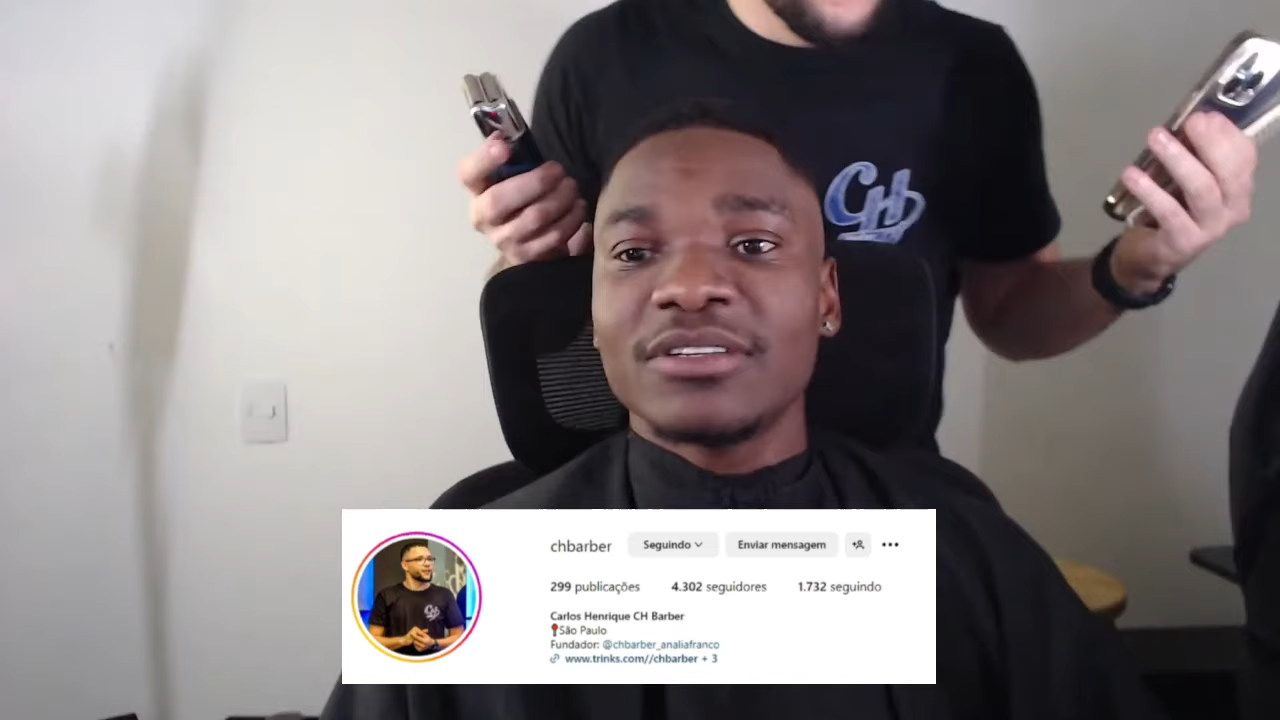 CH
chbarber Seguindo Enviar mensagem
299 publicações 4.302 seguidores 1.732 seguindo
Carlos Henrique CH Barber
São Paulo
Fundador: @chbarber_analiafranco
www.trinks.com//chbarber + 3